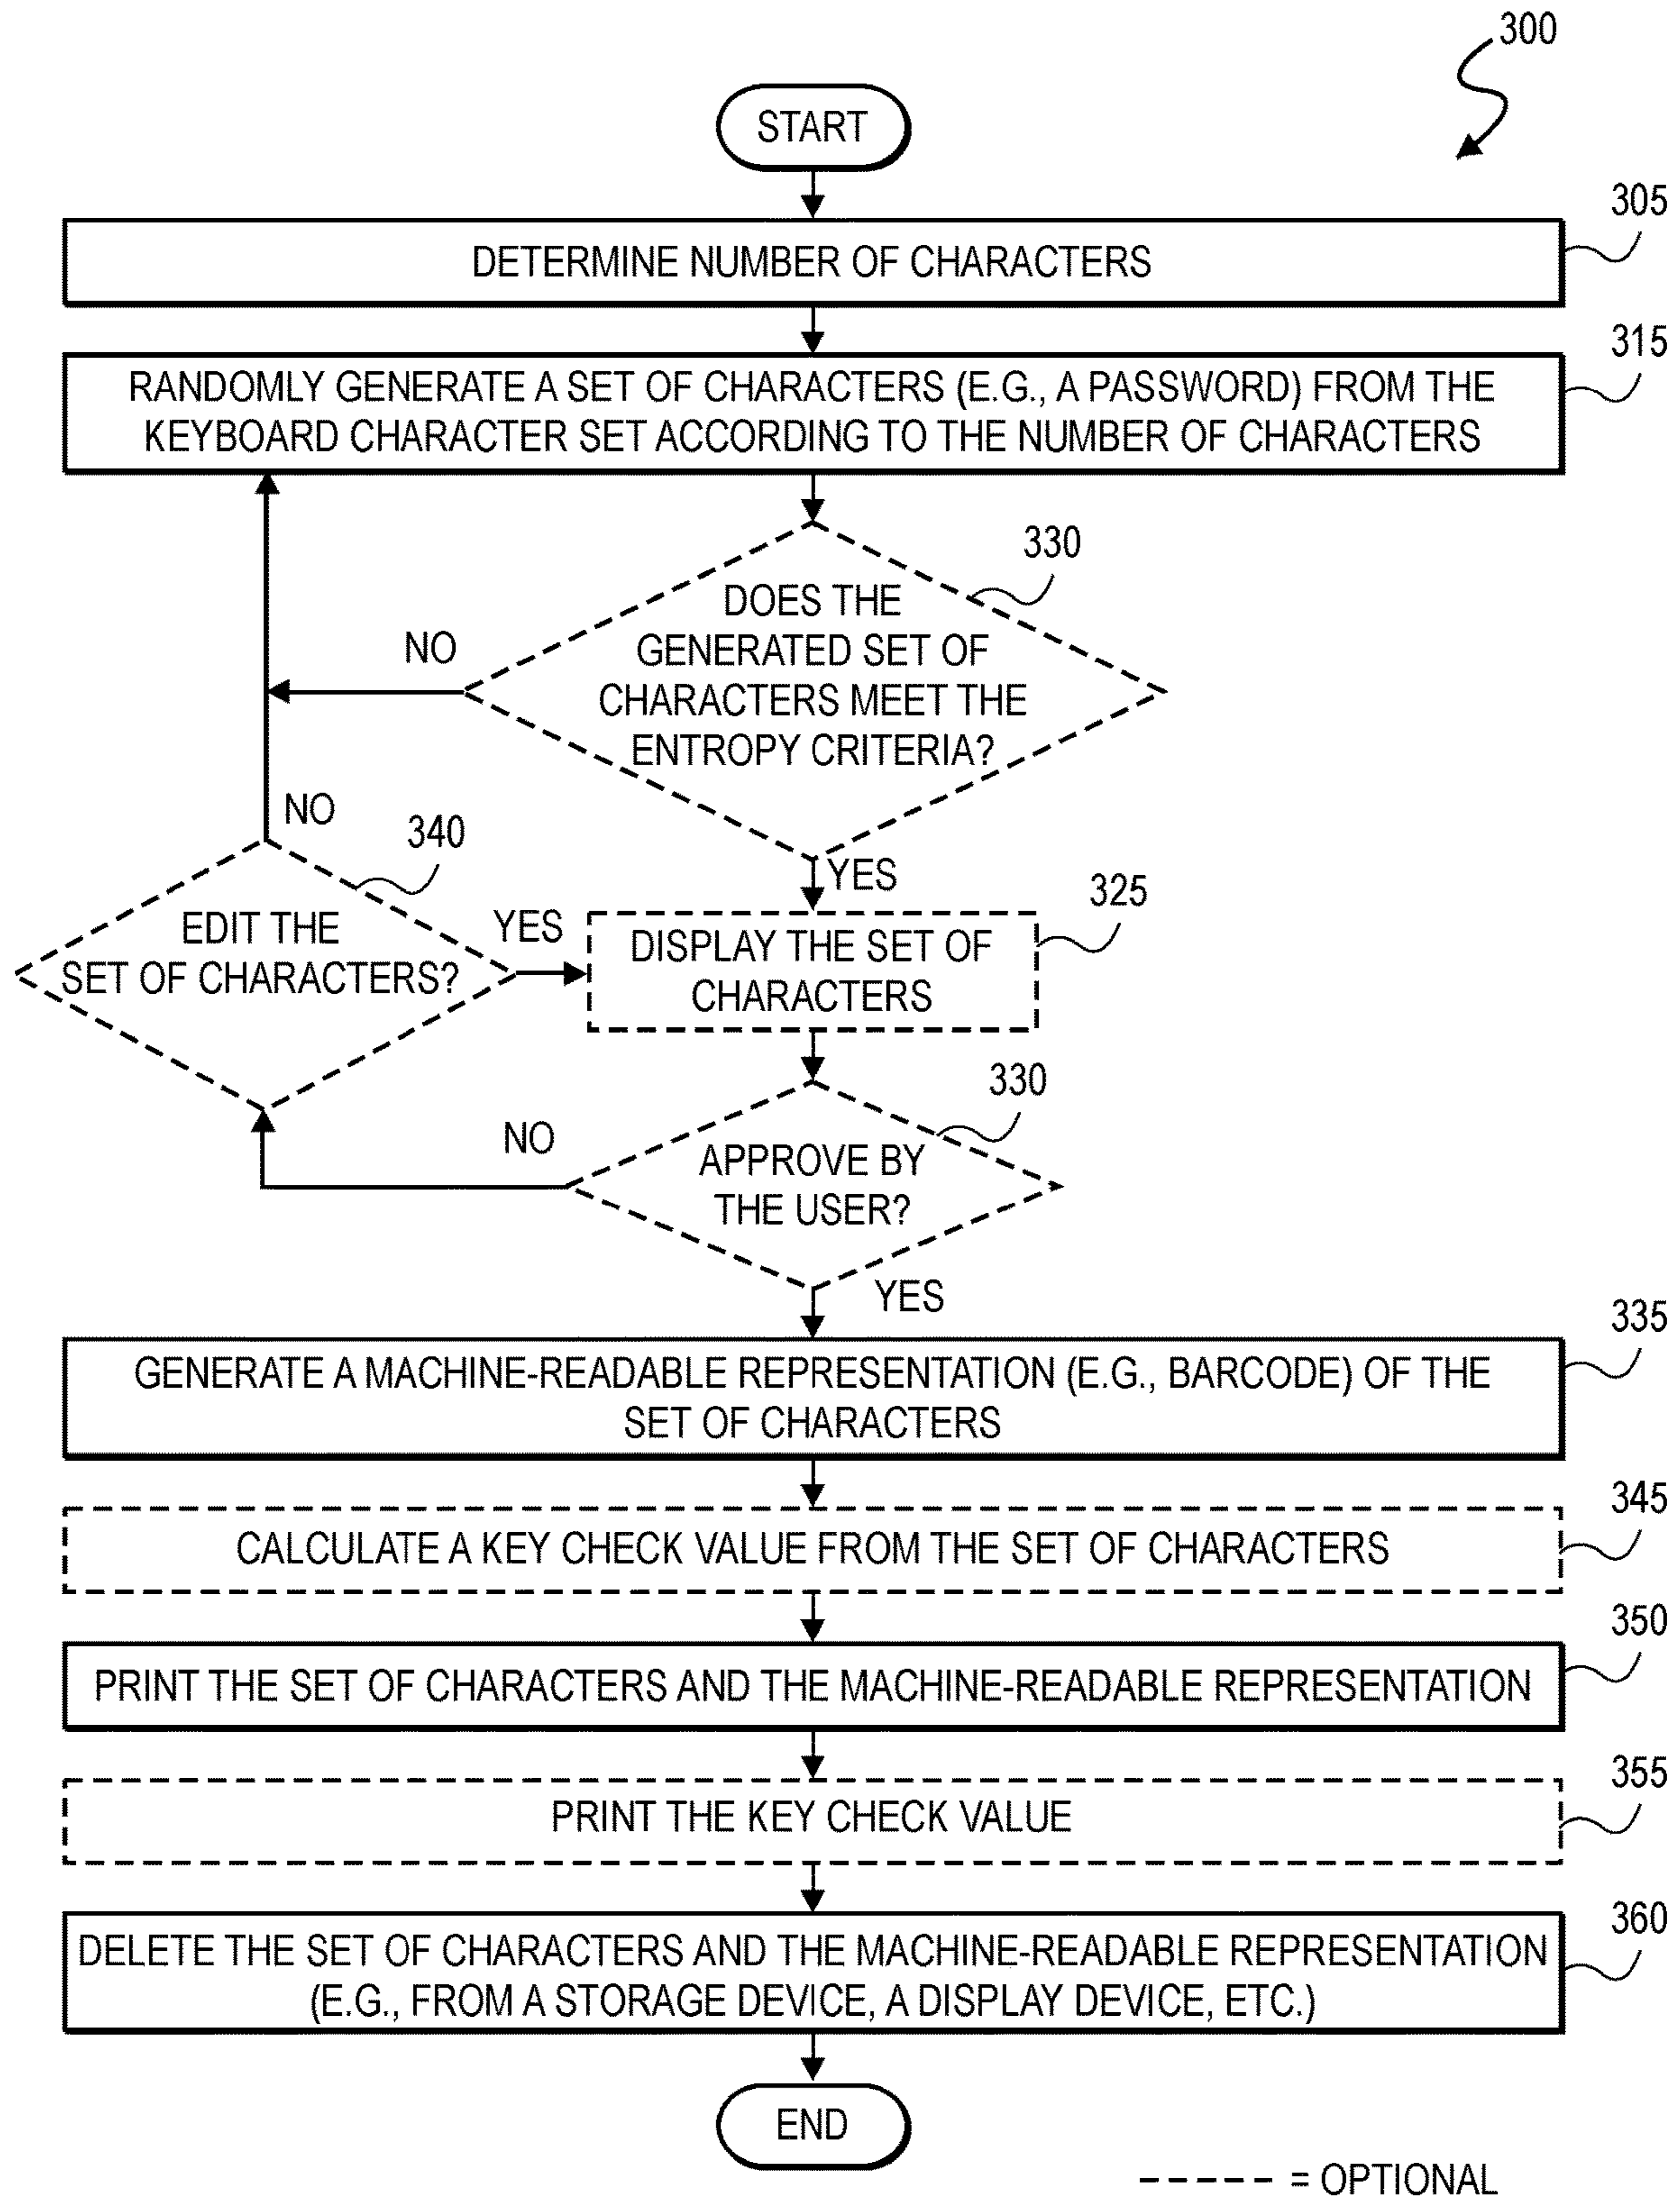 300
START
305
DETERMINE NUMBER OF CHARACTERS
315
RANDOMLY GENERATE A SET OF CHARACTERS (E.G., A PASSWORD) FROM THE
KEYBOARD CHARACTER SET ACCORDING TO THE NUMBER OF CHARACTERS
330
DOES THE
GENERATED SET OF
CHARACTERS MEET THE
ENTROPY CRITERIA?
NO
YES
NO
340
EDIT THE
SET OF CHARACTERS?
YES
325
DISPLAY THE SET OF
CHARACTERS
330
APPROVE BY
THE USER?
NO
YES
335
GENERATE A MACHINE-READABLE REPRESENTATION (E.G., BARCODE) OF THE
SET OF CHARACTERS
345
CALCULATE A KEY CHECK VALUE FROM THE SET OF CHARACTERS
350
PRINT THE SET OF CHARACTERS AND THE MACHINE-READABLE REPRESENTATION
355
PRINT THE KEY CHECK VALUE
360
DELETE THE SET OF CHARACTERS AND THE MACHINE-READABLE REPRESENTATION
(E.G., FROM A STORAGE DEVICE, A DISPLAY DEVICE, ETC.)
END
= OPTIONAL